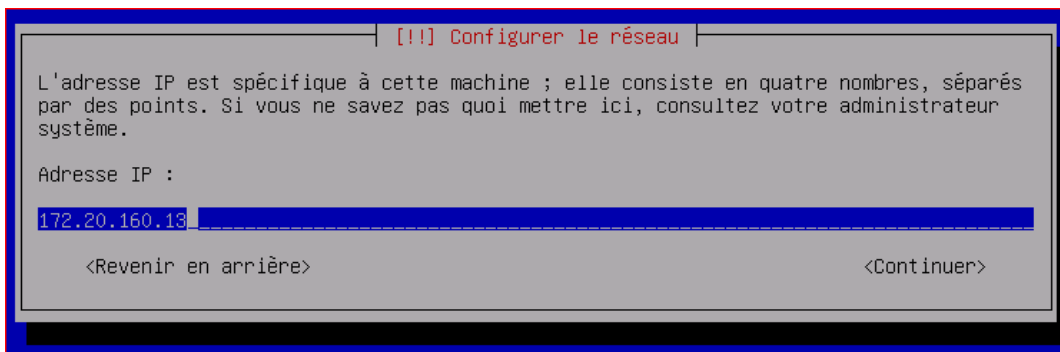 [!!] Configurer le réseau
L'adresse IP est spécifique à cette machine ; elle consiste en quatre nombres, séparés
par des points. Si vous ne savez pas quoi mettre ici, consultez votre administrateur
système.
Adresse IP :
172.20.160.13
<Revenir en arrière> <Continuer>